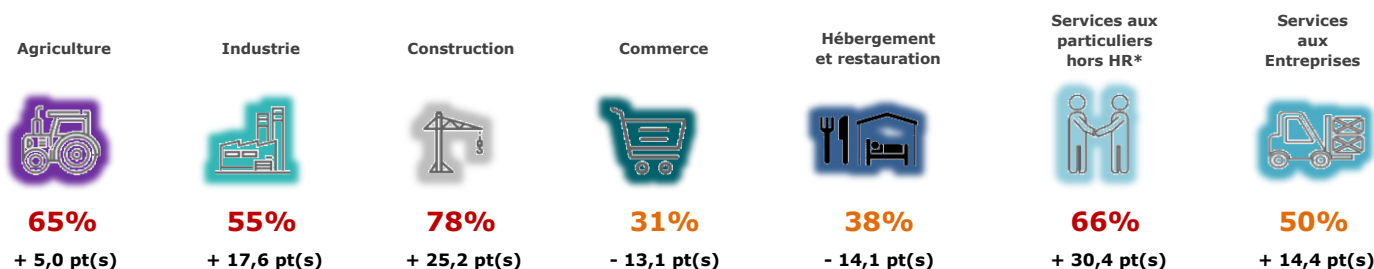 Agriculture
Industrie
Construction
Commerce
Hébergement
et restauration
Services aux
particuliers
hors HR*
Services
aux
Entreprises
65%
55%
78%
31%
38%
66%
50%
+ 5,0 pt(s)
+ 17,6 pt(s)
+ 25,2 pt(s)
- 13,1 pt(s)
- 14,1 pt(s)
+ 30,4 pt(s)
+ 14,4 pt(s)